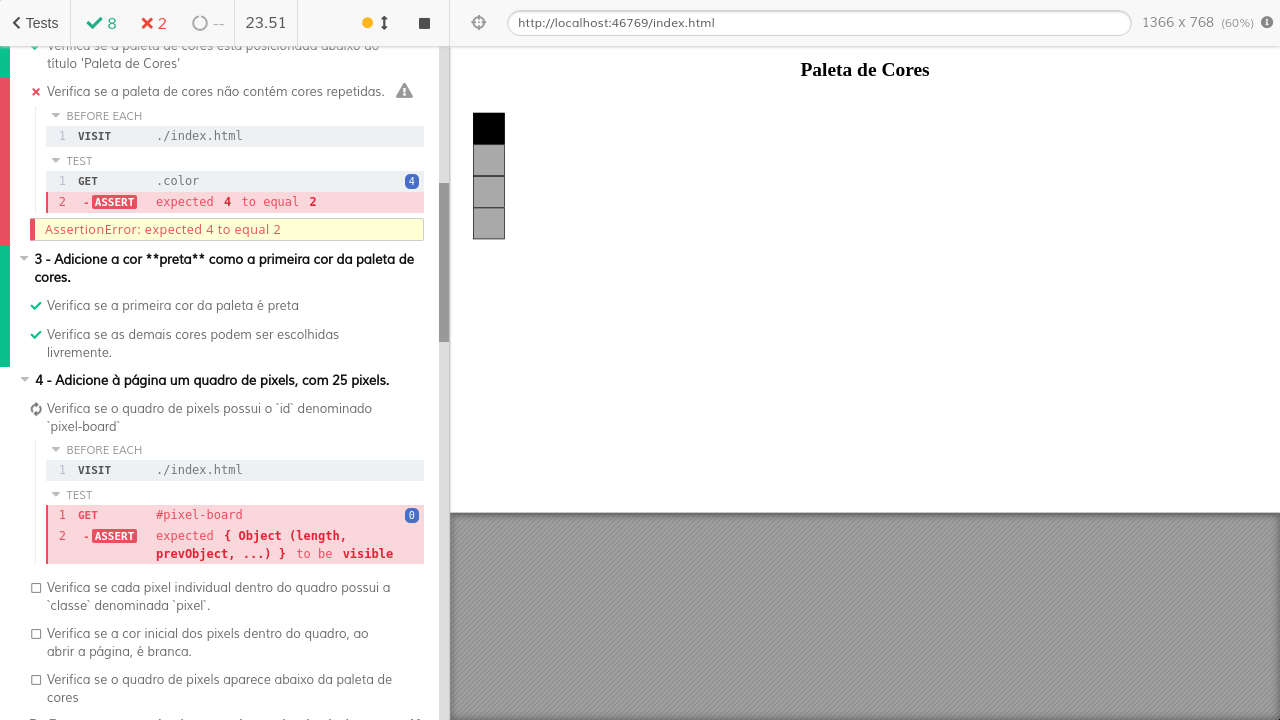 Tests
8
2
--
23.51
http://localhost:46769/index.html
1366 x 768 (60%)
Verifica se a paleta de cores está posicionada abaixo do
título 'Paleta de Cores'
Verifica se a paleta de cores não contém cores repetidas.
BEFORE EACH
1 VISIT ./index.html
TEST
1 GET .color 4
2 -ASSERT expected 4 to equal 2
AssertionError: expected 4 to equal 2
3 - Adicione a cor **preta** como a primeira cor da paleta de
cores.
Verifica se a primeira cor da paleta é preta
Verifica se as demais cores podem ser escolhidas
livremente.
4 - Adicione à página um quadro de pixels, com 25 pixels.
Verifica se o quadro de pixels possui o `id` denominado
`pixel-board`
BEFORE EACH
1 VISIT ./index.html
TEST
1 GET #pixel-board 0
2 -ASSERT expected { Object (length,
prevObject, ...) } to be visible
Verifica se cada pixel individual dentro do quadro possui a
`classe` denominada `pixel`.
Verifica se a cor inicial dos pixels dentro do quadro, ao
abrir a página, é branca.
Verifica se o quadro de pixels aparece abaixo da paleta de
cores
Paleta de Cores